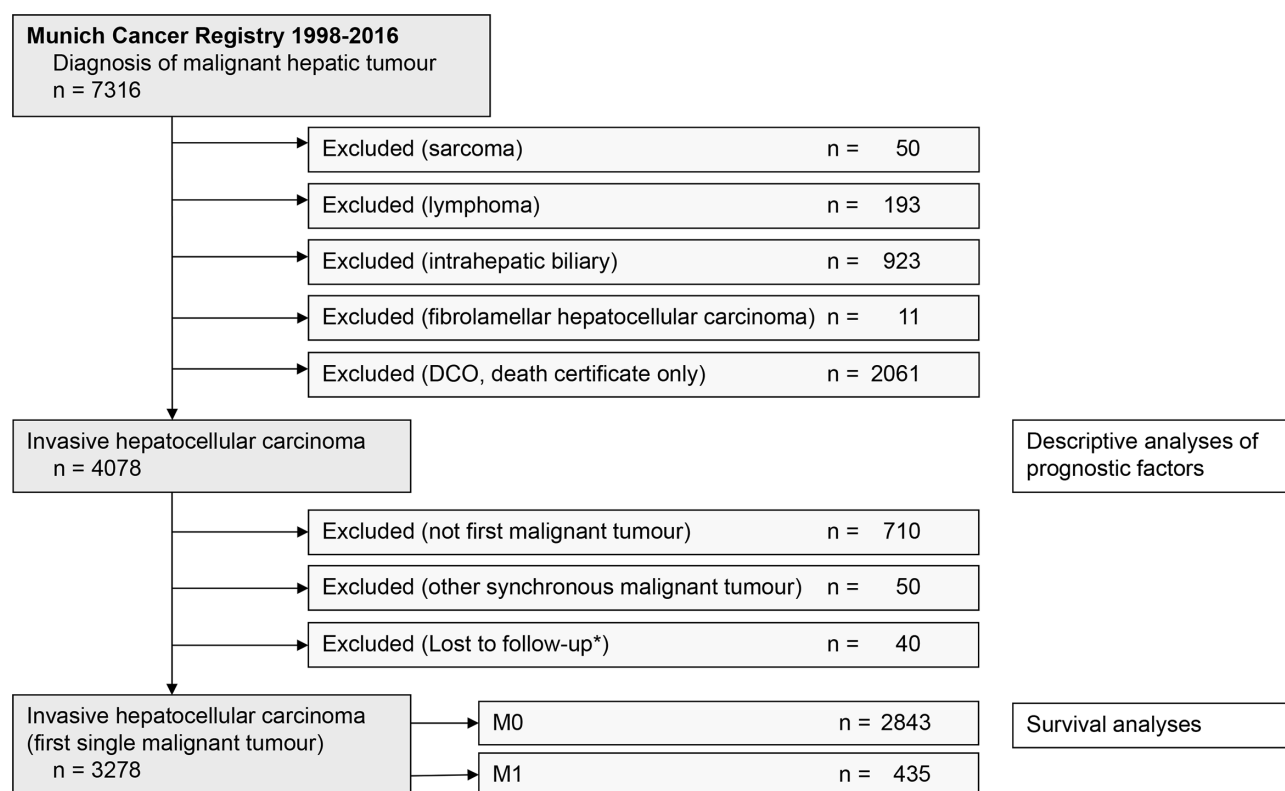 Munich Cancer Registry 1998-2016
Diagnosis of malignant hepatic tumour
n = 7316
Excluded (sarcoma) n = 50
Excluded (lymphoma) n = 193
Excluded (intrahepatic biliary) n = 923
Excluded (fibrolamellar hepatocellular carcinoma) n = 11
Excluded (DCO, death certificate only) n = 2061
Invasive hepatocellular carcinoma
n = 4078
Descriptive analyses of
prognostic factors
Excluded (not first malignant tumour) n = 710
Excluded (other synchronous malignant tumour) n = 50
Excluded (Lost to follow-up*) n = 40
Invasive hepatocellular carcinoma
(first single malignant tumour)
n = 3278
M0 n = 2843
M1 n = 435
Survival analyses